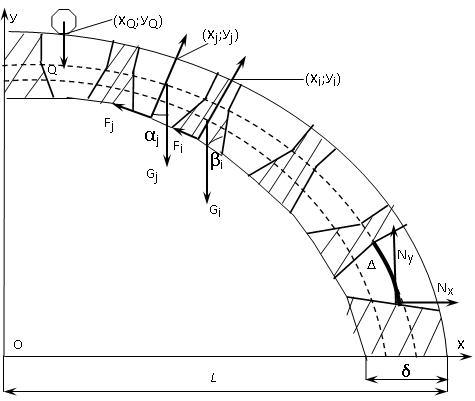 y
(xQ;yQ)
(xj;yj)
(xi;yi)
Q
Fj
αj
Fi
βi
Gj
Gi
Ny
Δ
Nx
O
x
δ
L